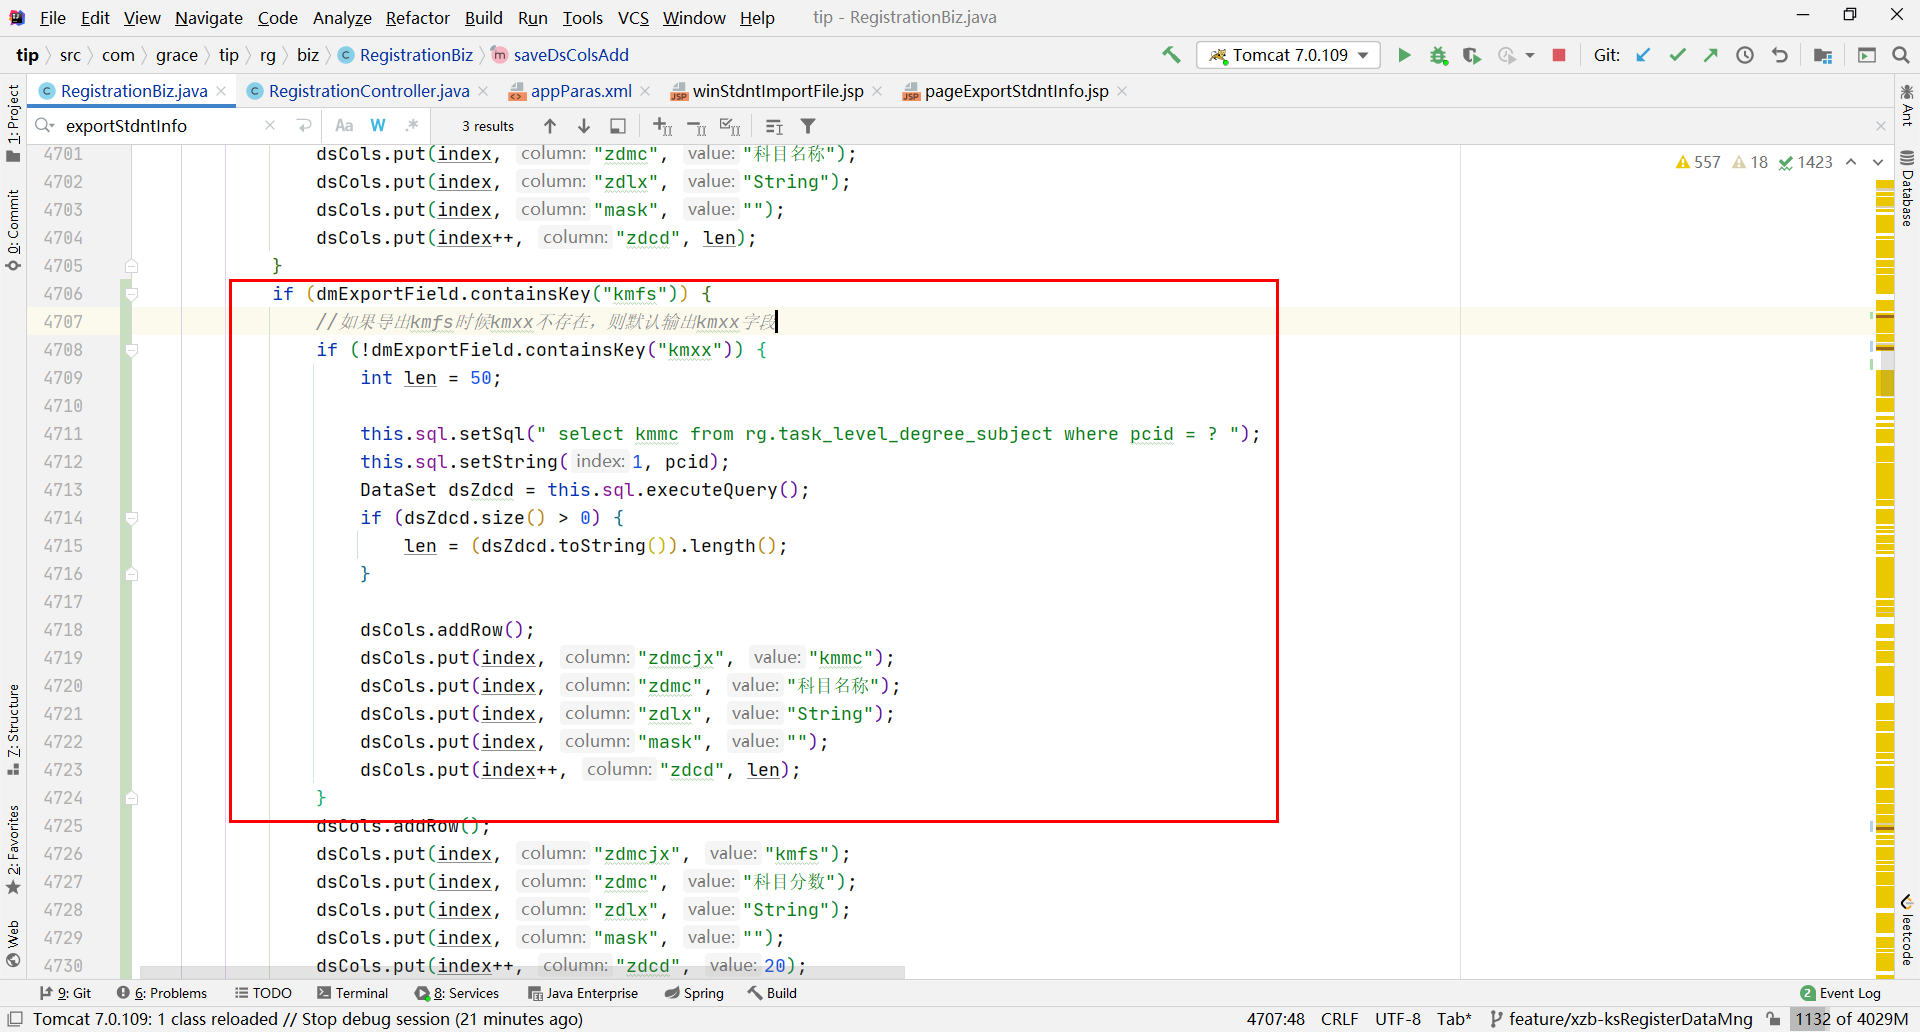 File Edit View Navigate Code Analyze Refactor Build Run Tools VCS Window Help tip - RegistrationBiz.java
tip src com grace tip rg biz RegistrationBiz saveDsColsAdd Tomcat 7.0.109 Git:
RegistrationBiz.java RegistrationController.java appParas.xml winStdntImportFile.jsp pageExportStdntInfo.jsp
exportStdntInfo Aa W .* 3 results
557 18 1423
4701 dsCols.put(index, column: "zdmc", value: "科目名称");
4702 dsCols.put(index, column: "zdlx", value: "String");
4703 dsCols.put(index, column: "mask", value: "");
4704 dsCols.put(index++, column: "zdcd", len);
4705 }
4706 if (dmExportField.containsKey("kmfs")) {
4707 //如果导出kmfs时候kmxx不存在，则默认输出kmxx字段
4708 if (!dmExportField.containsKey("kmxx")) {
4709 int len = 50;
4710
4711 this.sql.setSql(" select kmmc from rg.task_level_degree_subject where pcid = ? ");
4712 this.sql.setString( index: 1, pcid);
4713 DataSet dsZdcd = this.sql.executeQuery();
4714 if (dsZdcd.size() > 0) {
4715 len = (dsZdcd.toString()).length();
4716 }
4717
4718 dsCols.addRow();
4719 dsCols.put(index, column: "zdmcjx", value: "kmmc");
4720 dsCols.put(index, column: "zdmc", value: "科目名称");
4721 dsCols.put(index, column: "zdlx", value: "String");
4722 dsCols.put(index, column: "mask", value: "");
4723 dsCols.put(index++, column: "zdcd", len);
4724 }
4725 dsCols.addRow();
4726 dsCols.put(index, column: "zdmcjx", value: "kmfs");
4727 dsCols.put(index, column: "zdmc", value: "科目分数");
4728 dsCols.put(index, column: "zdlx", value: "String");
4729 dsCols.put(index, column: "mask", value: "");
4730 dsCols.put(index++, column: "zdcd", value: 20);
1: Project
0: Commit
7: Structure
2: Favorites
Web
Ant
Database
leetcode
9: Git 6: Problems TODO Terminal 8: Services Java Enterprise Spring Build 2 Event Log
Tomcat 7.0.109: 1 class reloaded // Stop debug session (21 minutes ago) 4707:48 CRLF UTF-8 Tab* feature/xzb-ksRegisterDataMng 1132 of 4029M